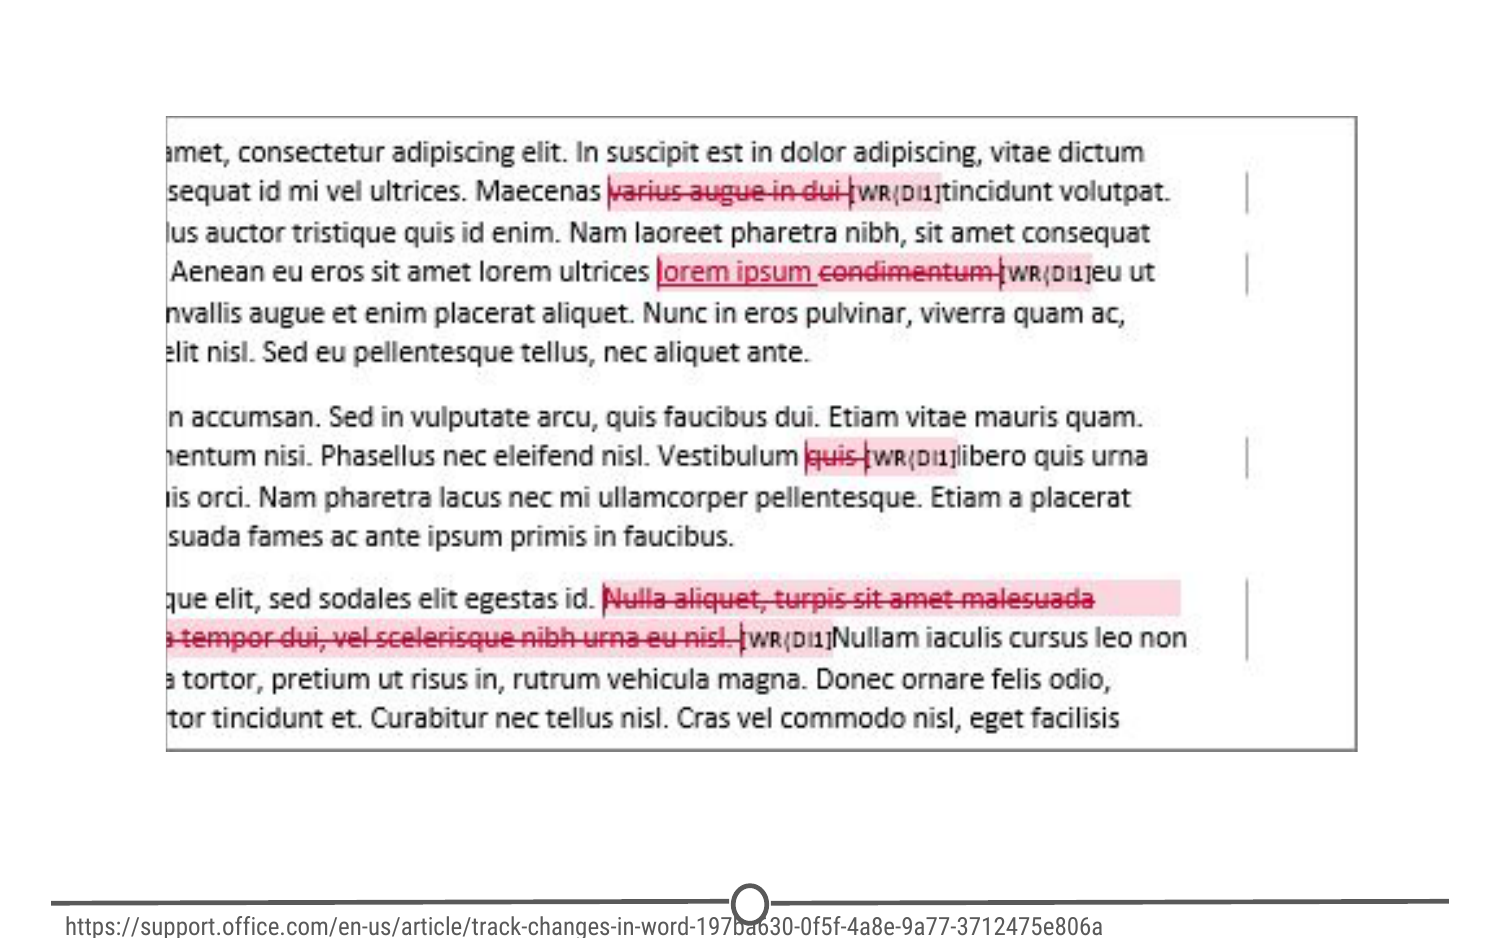 amet, consectetur adipiscing elit. In suscipit est in dolor adipiscing, vitae dictum
sequat id mi vel ultrices. Maecenas varius augue in dui [WR(DI1]tincidunt volutpat.
lus auctor tristique quis id enim. Nam laoreet pharetra nibh, sit amet consequat
Aenean eu eros sit amet lorem ultrices lorem ipsum condimentum [WR(DI1]eu ut
nvallis augue et enim placerat aliquet. Nunc in eros pulvinar, viverra quam ac,
elit nisl. Sed eu pellentesque tellus, nec aliquet ante.
n accumsan. Sed in vulputate arcu, quis faucibus dui. Etiam vitae mauris quam.
nentum nisi. Phasellus nec eleifend nisl. Vestibulum quis [WR(DI1]libero quis urna
uis orci. Nam pharetra lacus nec mi ullamcorper pellentesque. Etiam a placerat
suada fames ac ante ipsum primis in faucibus.
que elit, sed sodales elit egestas id. Nulla aliquet, turpis sit amet malesuada
a tempor dui, vel scelerisque nibh urna eu nisl. [WR(DI1]Nullam iaculis cursus leo non
a tortor, pretium ut risus in, rutrum vehicula magna. Donec ornare felis odio,
tor tincidunt et. Curabitur nec tellus nisl. Cras vel commodo nisl, eget facilisis
https://support.office.com/en-us/article/track-changes-in-word-197ba630-0f5f-4a8e-9a77-3712475e806a